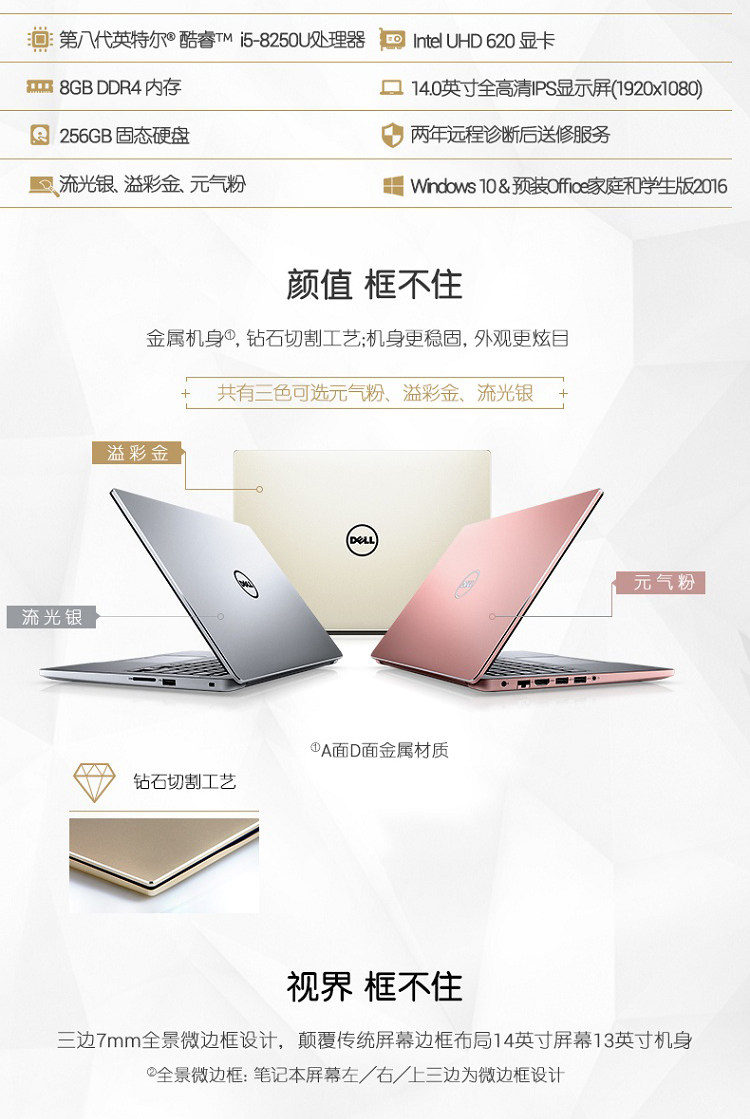 第八代英特尔® 酷睿™ i5-8250U处理器
Intel UHD 620 显卡
8GB DDR4 内存
14.0英寸全高清IPS显示屏(1920x1080)
256GB 固态硬盘
两年远程诊断后送修服务
流光银、溢彩金、元气粉
Windows 10 & 预装Office家庭和学生版2016
颜值 框不住
金属机身①, 钻石切割工艺;机身更稳固, 外观更炫目
共有三色可选元气粉、溢彩金、流光银
溢彩金
DELL
DELL
DELL
元气粉
流光银
①A面D面金属材质
钻石切割工艺
视界 框不住
三边7mm全景微边框设计, 颠覆传统屏幕边框布局14英寸屏幕13英寸机身
②全景微边框: 笔记本屏幕左／右／上三边为微边框设计